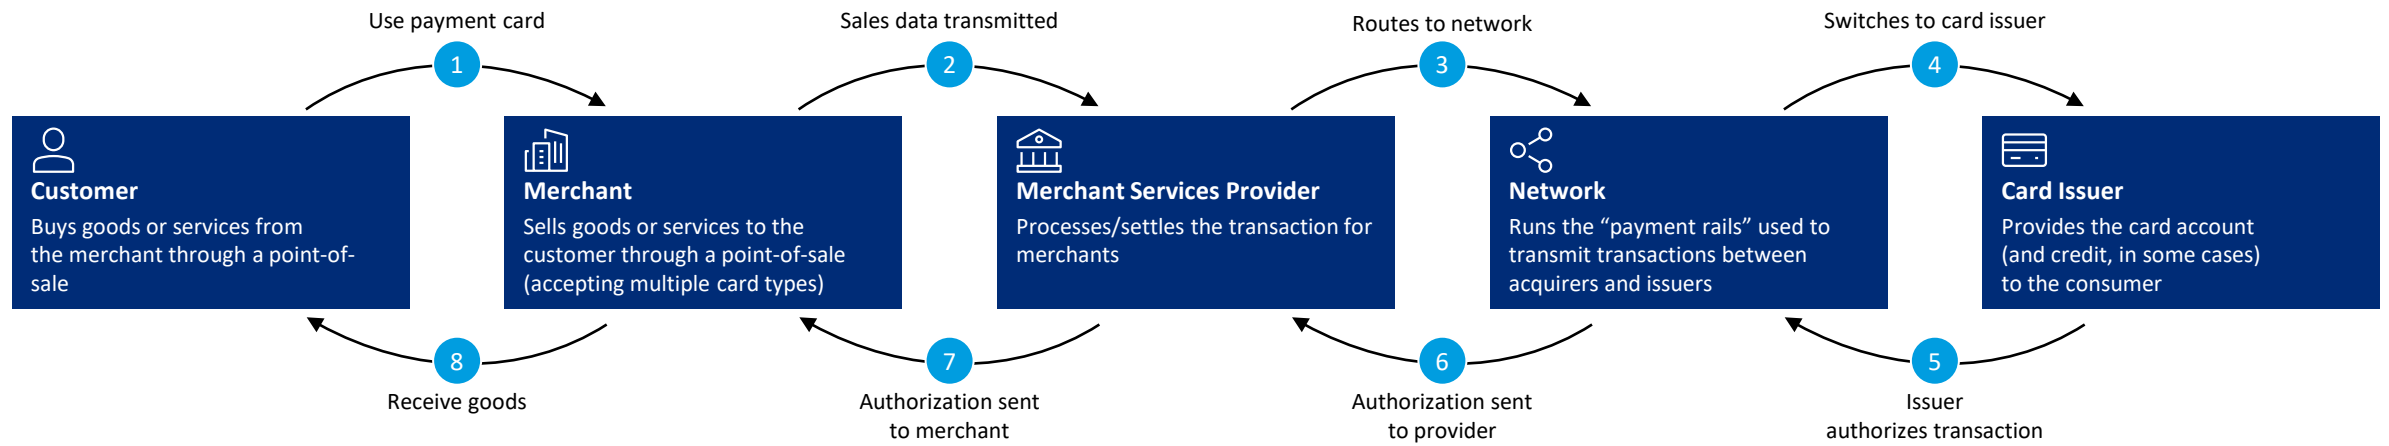 Use payment card
Sales data transmitted
Routes to network
Switches to card issuer
1
2
3
4
Customer
Buys goods or services from
the merchant through a point-of-
sale
Merchant
Sells goods or services to the
customer through a point-of-sale
(accepting multiple card types)
Merchant Services Provider
Processes/settles the transaction for
merchants
Network
Runs the “payment rails” used to
transmit transactions between
acquirers and issuers
Card Issuer
Provides the card account
(and credit, in some cases)
to the consumer
8
7
6
5
Receive goods
Authorization sent
to merchant
Authorization sent
to provider
Issuer
authorizes transaction